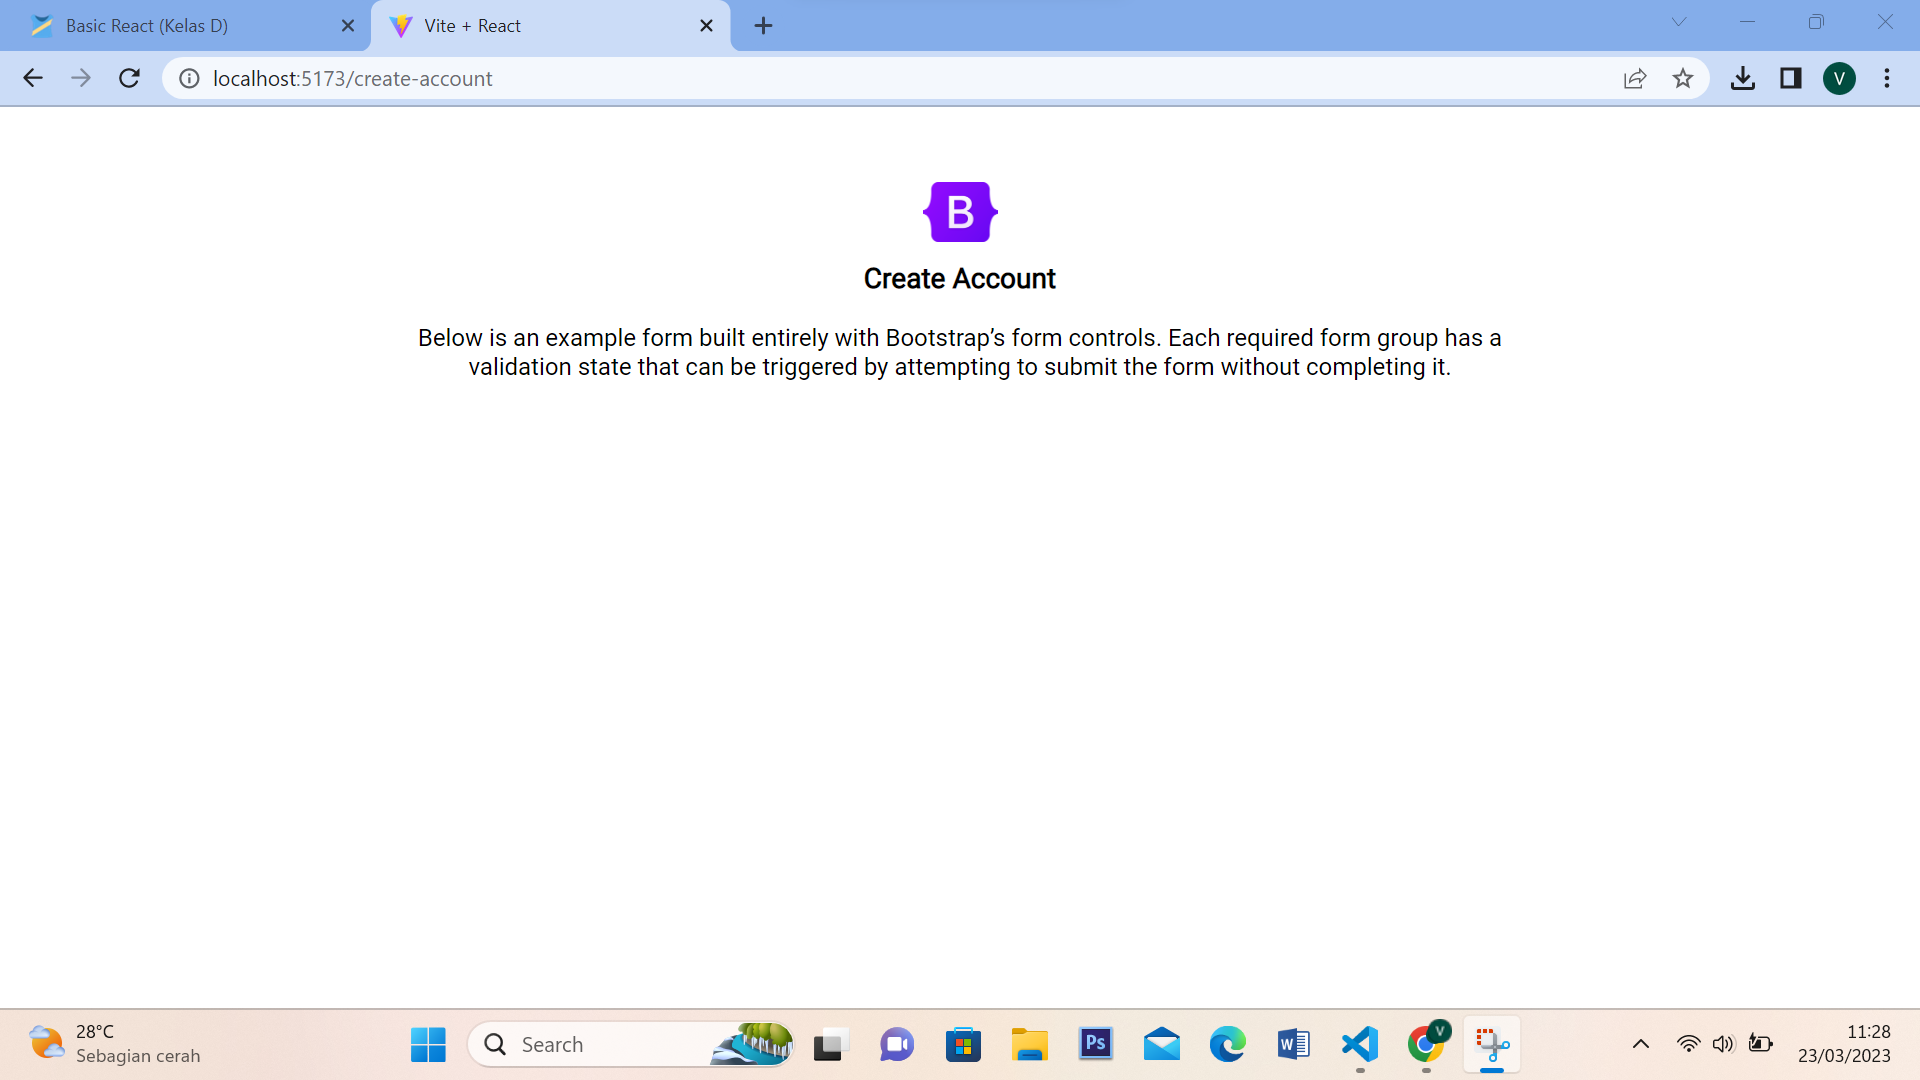 Basic React (Kelas D)
Vite + React
localhost:5173/create-account
V
B
Create Account
Below is an example form built entirely with Bootstrap’s form controls. Each required form group has a
validation state that can be triggered by attempting to submit the form without completing it.
28°C
Sebagian cerah
Search
Ps
W
V
11:28
23/03/2023